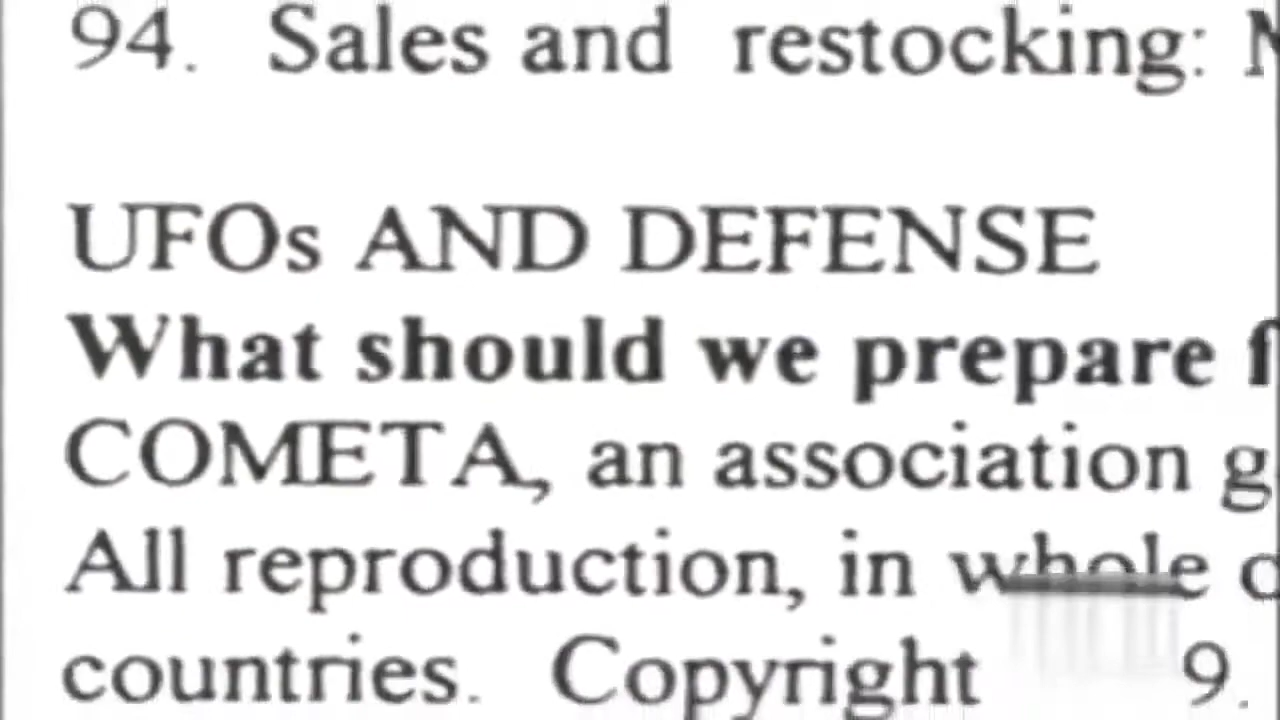 94. Sales and restocking:
UFOs AND DEFENSE
What should we prepare
COMETA, an association
All reproduction, in whole
countries. Copyright 9.